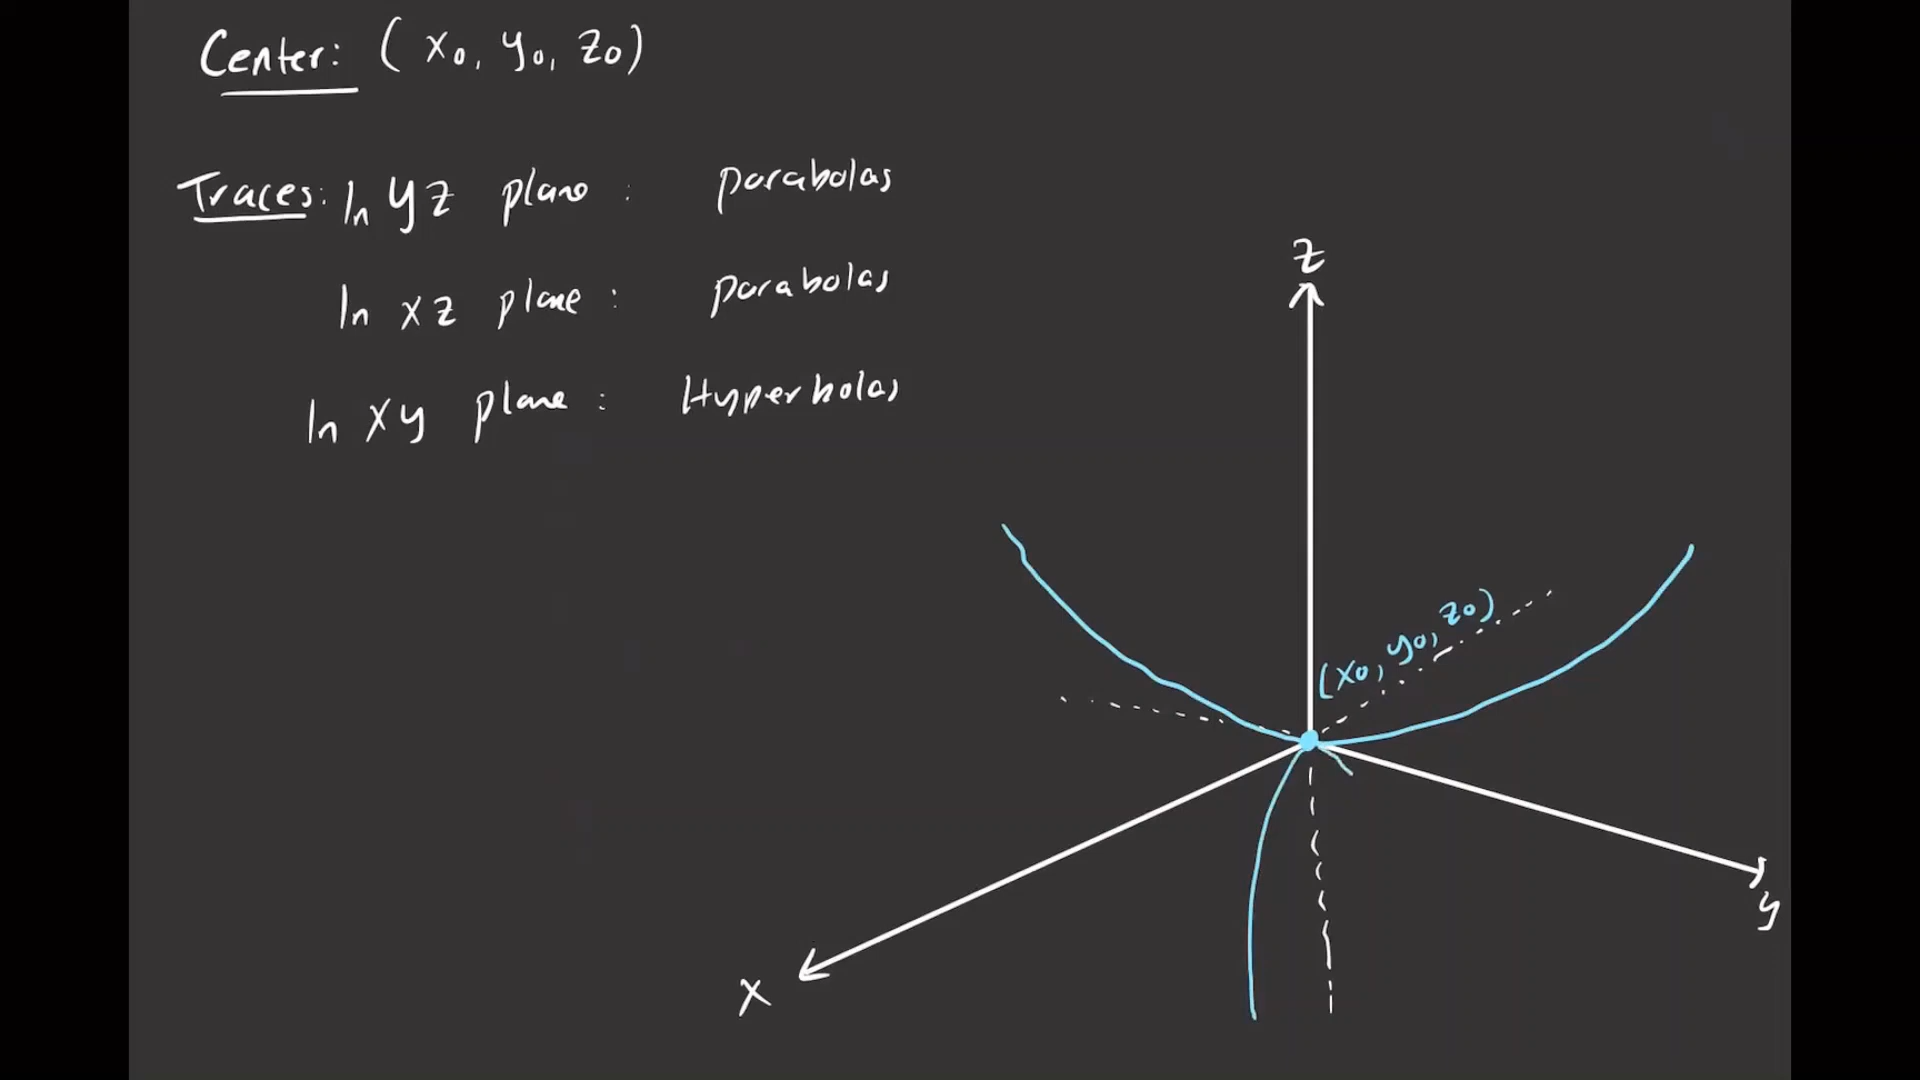 Center: (x0, y0, z0)
Traces: In yz plane : parabolas
In xz plane : parabolas
In xy plane : Hyperbolas
z
(x0, y0, z0)
y
x